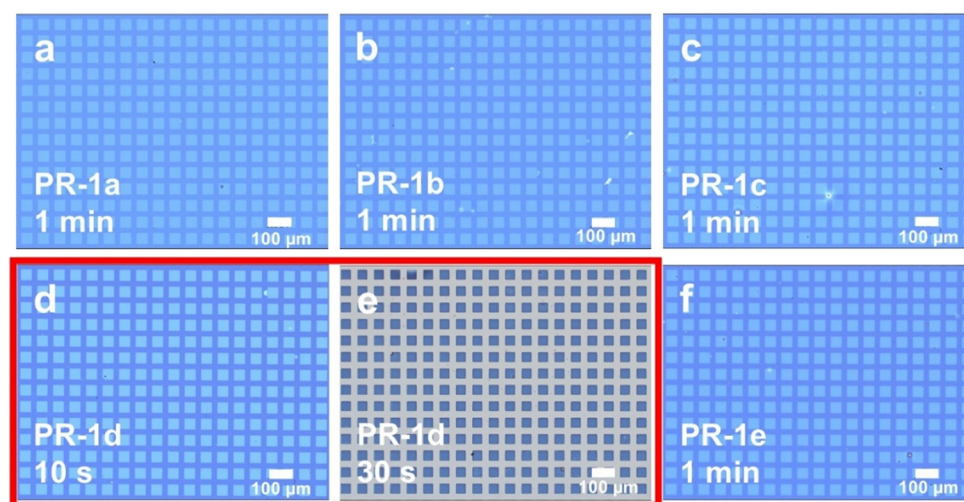 a
PR-1a
1 min
100 µm
b
PR-1b
1 min
100 µm
c
PR-1c
1 min
100 µm
d
PR-1d
10 s
100 µm
e
PR-1d
30 s
100 µm
f
PR-1e
1 min
100 µm